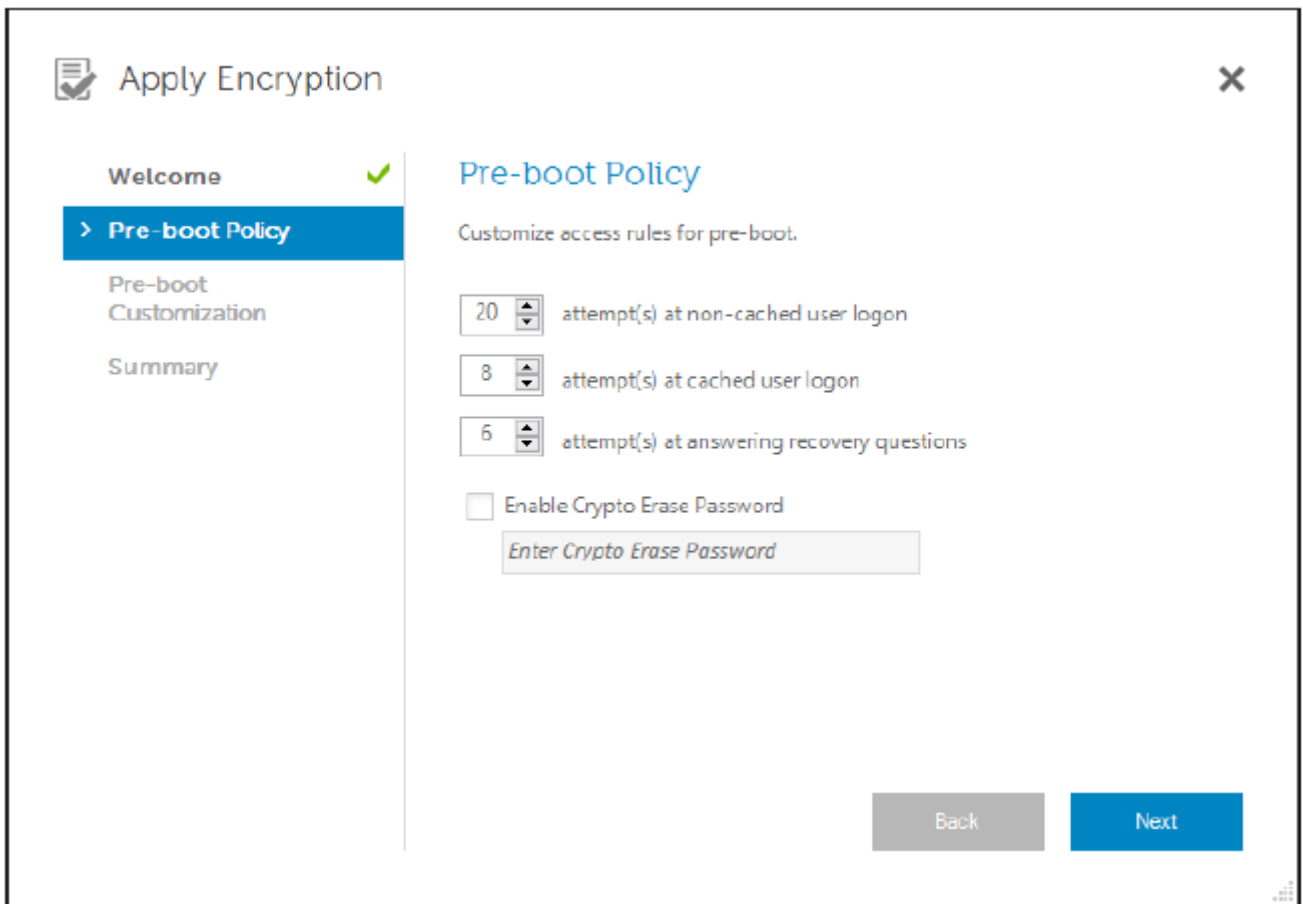 Apply Encryption
Welcome
Pre-boot Policy
Pre-boot
Customization
Summary
Pre-boot Policy
Customize access rules for pre-boot.
20 attempt(s) at non-cached user logon
8 attempt(s) at cached user logon
6 attempt(s) at answering recovery questions
Enable Crypto Erase Password
Enter Crypto Erase Password
Back Next